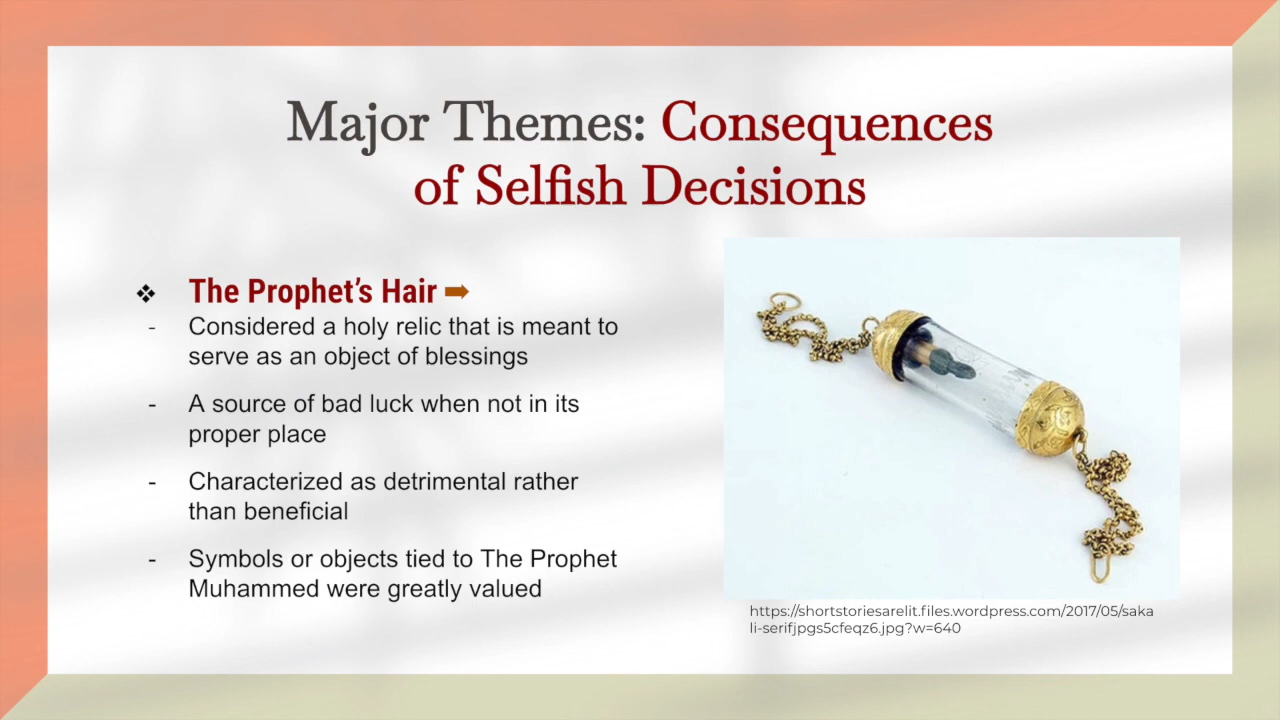 Major Themes: Consequences
of Selfish Decisions
❖ The Prophet’s Hair ➡
- Considered a holy relic that is meant to
serve as an object of blessings
- A source of bad luck when not in its
proper place
- Characterized as detrimental rather
than beneficial
- Symbols or objects tied to The Prophet
Muhammed were greatly valued
https://shortstoriesarelit.files.wordpress.com/2017/05/saka
li-serifjpgs5cfeqz6.jpg?w=640